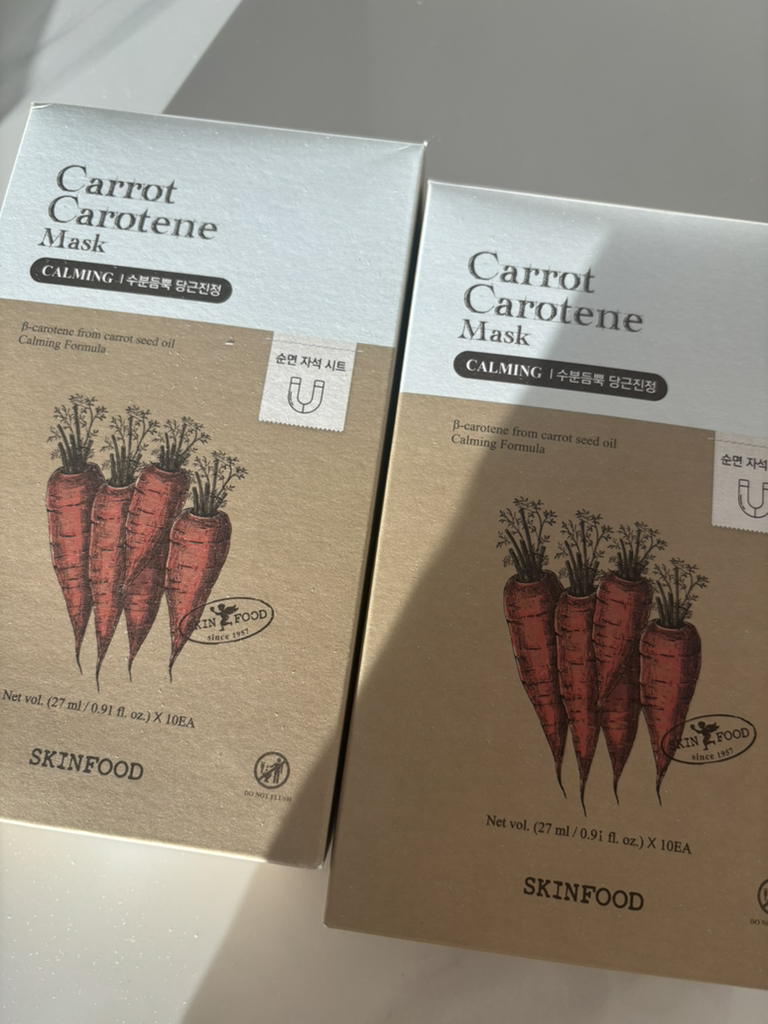 Carrot
Carotene
Mask
CALMING | 수분듬뿍 당근진정
β-carotene from carrot seed oil
Calming Formula
순면 자석 시트
SKIN FOOD
since 1957
Net vol. (27 ml / 0.91 fl. oz.) X 10EA
SKINFOOD
DO NOT FLUSH
Carrot
Carotene
Mask
CALMING | 수분듬뿍 당근진정
β-carotene from carrot seed oil
Calming Formula
순면 자석
SKIN FOOD
since 1957
Net vol. (27 ml / 0.91 fl. oz.) X 10EA
SKINFOOD
DO NO